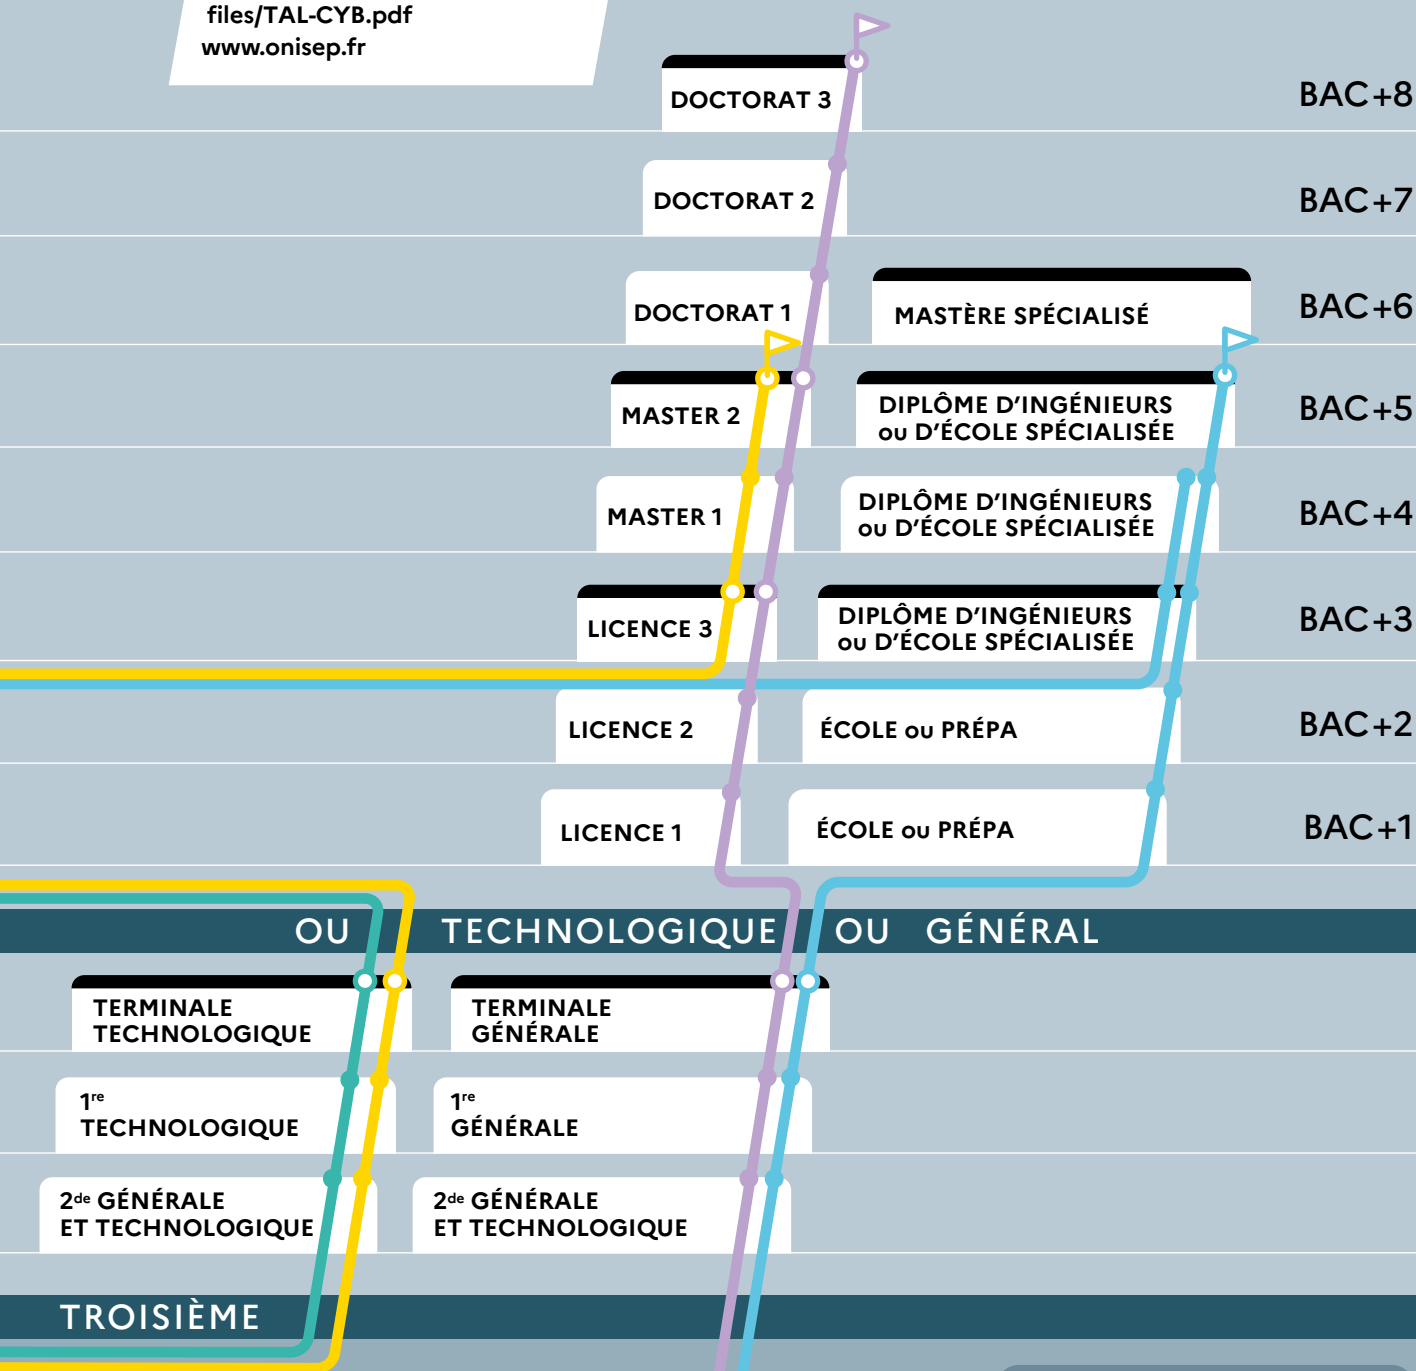 files/TAL-CYB.pdf
www.onisep.fr
DOCTORAT 3
BAC+8
DOCTORAT 2
BAC+7
DOCTORAT 1
MASTÈRE SPÉCIALISÉ
BAC+6
MASTER 2
DIPLÔME D'INGÉNIEURS
ou D'ÉCOLE SPÉCIALISÉE
BAC+5
MASTER 1
DIPLÔME D'INGÉNIEURS
ou D'ÉCOLE SPÉCIALISÉE
BAC+4
LICENCE 3
DIPLÔME D'INGÉNIEURS
ou D'ÉCOLE SPÉCIALISÉE
BAC+3
LICENCE 2
ÉCOLE ou PRÉPA
BAC+2
LICENCE 1
ÉCOLE ou PRÉPA
BAC+1
OU TECHNOLOGIQUE OU GÉNÉRAL
TERMINALE
TECHNOLOGIQUE
TERMINALE
GÉNÉRALE
1re
TECHNOLOGIQUE
1re
GÉNÉRALE
2de GÉNÉRALE
ET TECHNOLOGIQUE
2de GÉNÉRALE
ET TECHNOLOGIQUE
TROISIÈME